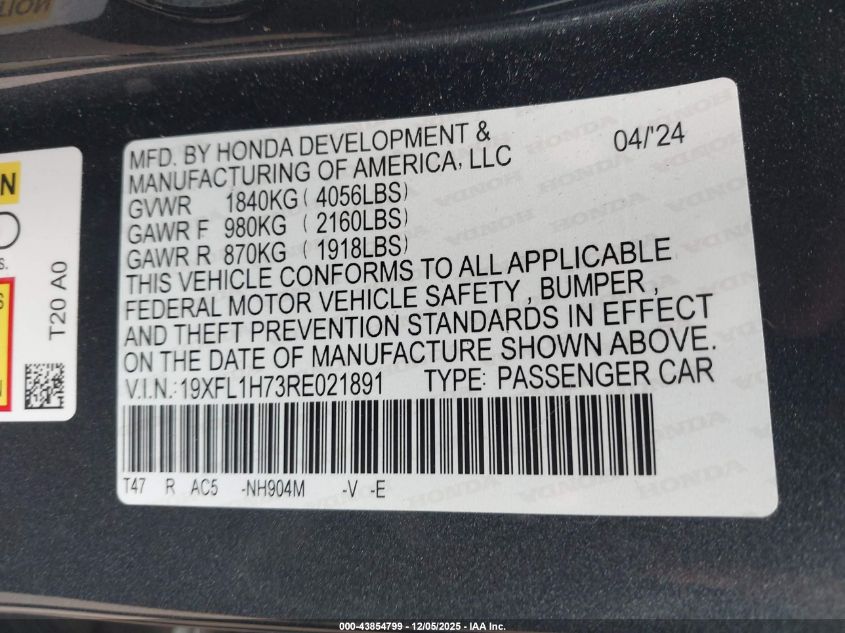 MFD. BY HONDA DEVELOPMENT & 04/'24
MANUFACTURING OF AMERICA, LLC
GVWR 1840KG ( 4056LBS)
GAWR F 980KG ( 2160LBS)
GAWR R 870KG ( 1918LBS)
THIS VEHICLE CONFORMS TO ALL APPLICABLE
FEDERAL MOTOR VEHICLE SAFETY , BUMPER ,
AND THEFT PREVENTION STANDARDS IN EFFECT
ON THE DATE OF MANUFACTURE SHOWN ABOVE.
V.I.N.: 19XFL1H73RE021891 TYPE: PASSENGER CAR
T47 R AC5 -NH904M -V -E
T20 A0
000-43854799 - 12/05/2025 - IAA Inc.